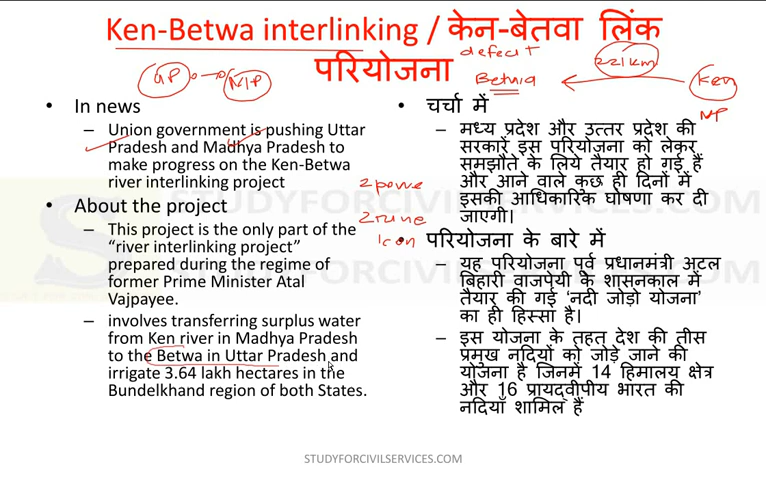 Ken-Betwa interlinking / केन-बेतवा लिंक
परियोजना
defecit
221km
UP
MP
Betwa
Ken
MP
• In news
– Union government is pushing Uttar
Pradesh and Madhya Pradesh to
make progress on the Ken-Betwa
river interlinking project
• About the project
– This project is the only part of the
“river interlinking project”
prepared during the regime of
former Prime Minister Atal
Vajpayee.
– involves transferring surplus water
from Ken river in Madhya Pradesh
to the Betwa in Uttar Pradesh and
irrigate 3.64 lakh hectares in the
Bundelkhand region of both States.
2 powe
2 tune
1 can
• चर्चा में
– मध्य प्रदेश और उत्तर प्रदेश की
सरकारें इस परियोजना को लेकर
समझौते के लिये तैयार हो गई हैं
और आने वाले कुछ ही दिनों में
इसकी आधिकारिक घोषणा कर दी
जाएगी।
परियोजना के बारे में
– यह परियोजना पूर्व प्रधानमंत्री अटल
बिहारी वाजपेयी के शासनकाल में
तैयार की गई ‘नदी जोड़ो योजना’
का ही हिस्सा है।
– इस योजना के तहत् देश की तीस
प्रमुख नदियों को जोड़े जाने की
योजना है जिनमें 14 हिमालय क्षेत्र
और 16 प्रायद्वीपीय भारत की
नदियाँ शामिल हैं
STUDYFORCIVILSERVICES.COM